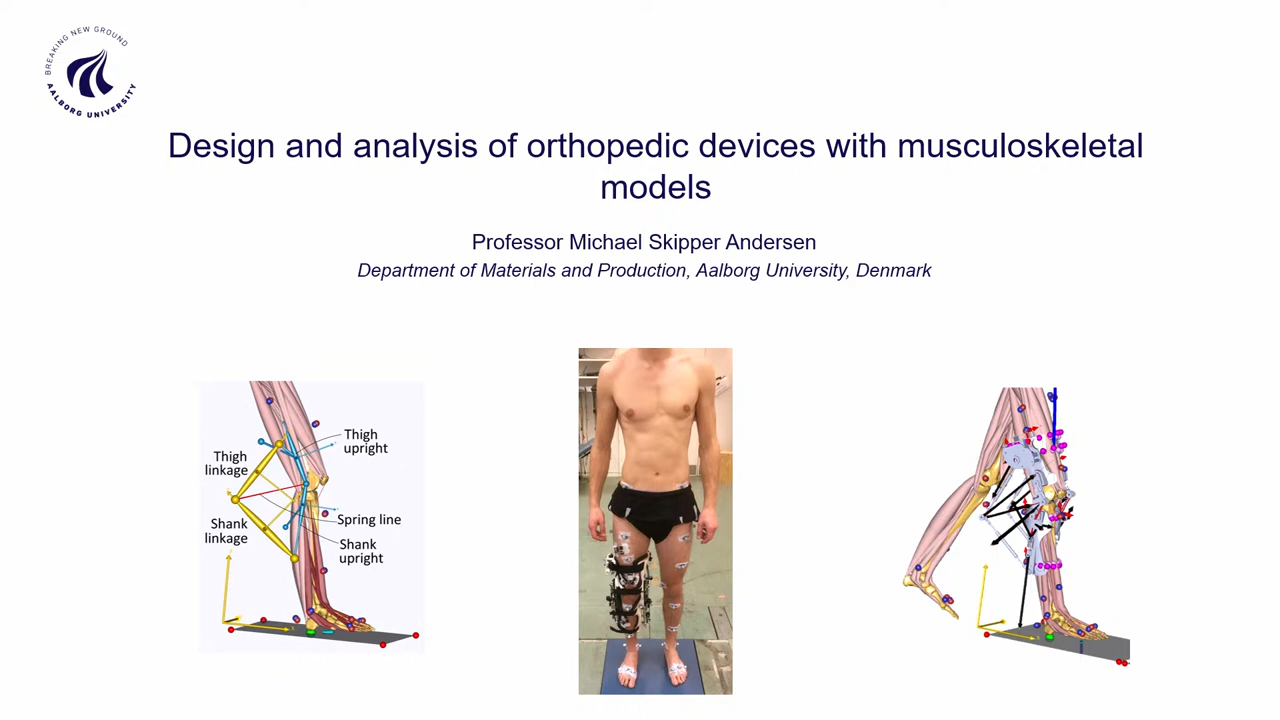 BREAKING NEW GROUND
AALBORG UNIVERSITY
Design and analysis of orthopedic devices with musculoskeletal
models
Professor Michael Skipper Andersen
Department of Materials and Production, Aalborg University, Denmark
Thigh
upright
Thigh
linkage
Spring line
Shank
linkage
Shank
upright